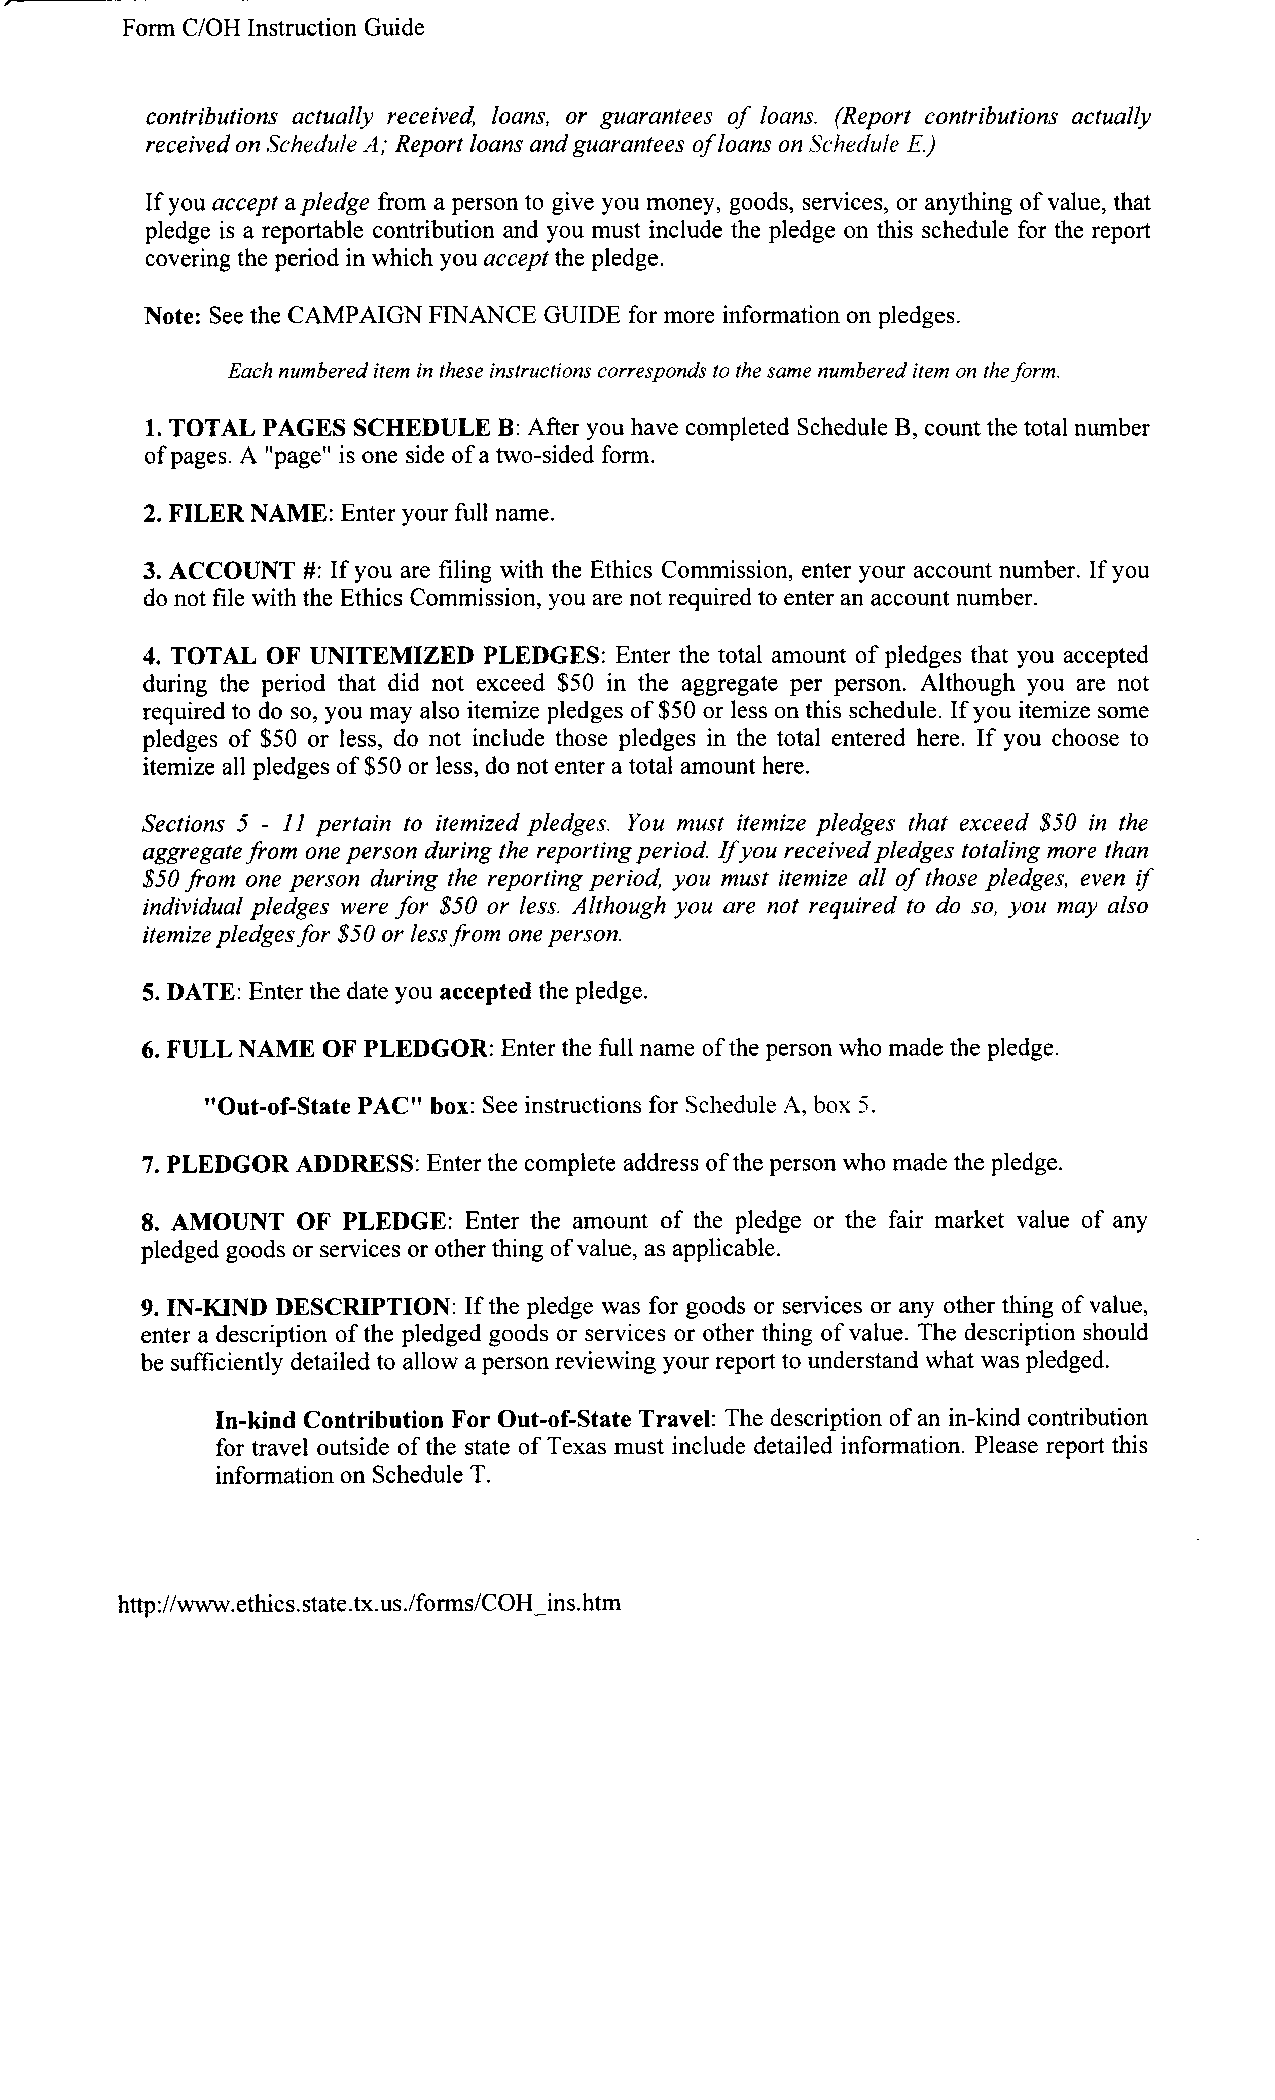 Form C/OH Instruction Guide
contributions actually received, loans, or guarantees of loans. (Report contributions actually
received on Schedule A; Report loans and guarantees of loans on Schedule E.)
If you accept a pledge from a person to give you money, goods, services, or anything of value, that
pledge is a reportable contribution and you must include the pledge on this schedule for the report
covering the period in which you accept the pledge.
Note: See the CAMPAIGN FINANCE GUIDE for more information on pledges.
Each numbered item in these instructions corresponds to the same numbered item on the form.
1. TOTAL PAGES SCHEDULE B: After you have completed Schedule B, count the total number
of pages. A "page" is one side of a two-sided form.
2. FILER NAME: Enter your full name.
3. ACCOUNT #: If you are filing with the Ethics Commission, enter your account number. If you
do not file with the Ethics Commission, you are not required to enter an account number.
4. TOTAL OF UNITEMIZED PLEDGES: Enter the total amount of pledges that you accepted
during the period that did not exceed $50 in the aggregate per person. Although you are not
required to do so, you may also itemize pledges of $50 or less on this schedule. If you itemize some
pledges of $50 or less, do not include those pledges in the total entered here. If you choose to
itemize all pledges of $50 or less, do not enter a total amount here.
Sections 5 - 11 pertain to itemized pledges. You must itemize pledges that exceed $50 in the
aggregate from one person during the reporting period. If you received pledges totaling more than
$50 from one person during the reporting period, you must itemize all of those pledges, even if
individual pledges were for $50 or less. Although you are not required to do so, you may also
itemize pledges for $50 or less from one person.
5. DATE: Enter the date you accepted the pledge.
6. FULL NAME OF PLEDGOR: Enter the full name of the person who made the pledge.
"Out-of-State PAC" box: See instructions for Schedule A, box 5.
7. PLEDGOR ADDRESS: Enter the complete address of the person who made the pledge.
8. AMOUNT OF PLEDGE: Enter the amount of the pledge or the fair market value of any
pledged goods or services or other thing of value, as applicable.
9. IN-KIND DESCRIPTION: If the pledge was for goods or services or any other thing of value,
enter a description of the pledged goods or services or other thing of value. The description should
be sufficiently detailed to allow a person reviewing your report to understand what was pledged.
In-kind Contribution For Out-of-State Travel: The description of an in-kind contribution
for travel outside of the state of Texas must include detailed information. Please report this
information on Schedule T.
http://www.ethics.state.tx.us./forms/COH_ins.htm